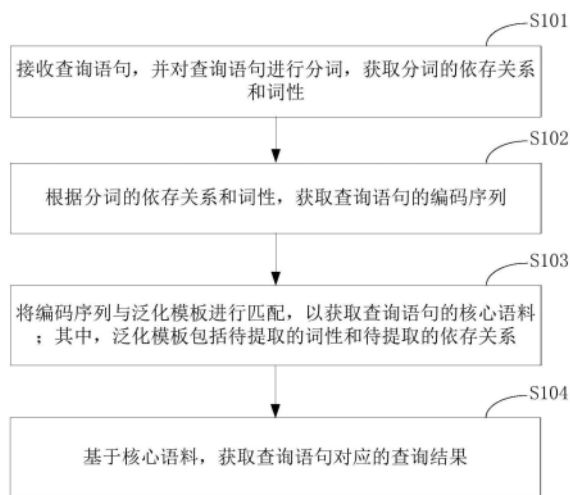 S101
接收查询语句，并对查询语句进行分词，获取分词的依存关系
和词性
S102
根据分词的依存关系和词性，获取查询语句的编码序列
S103
将编码序列与泛化模板进行匹配，以获取查询语句的核心语料
；其中，泛化模板包括待提取的词性和待提取的依存关系
S104
基于核心语料，获取查询语句对应的查询结果